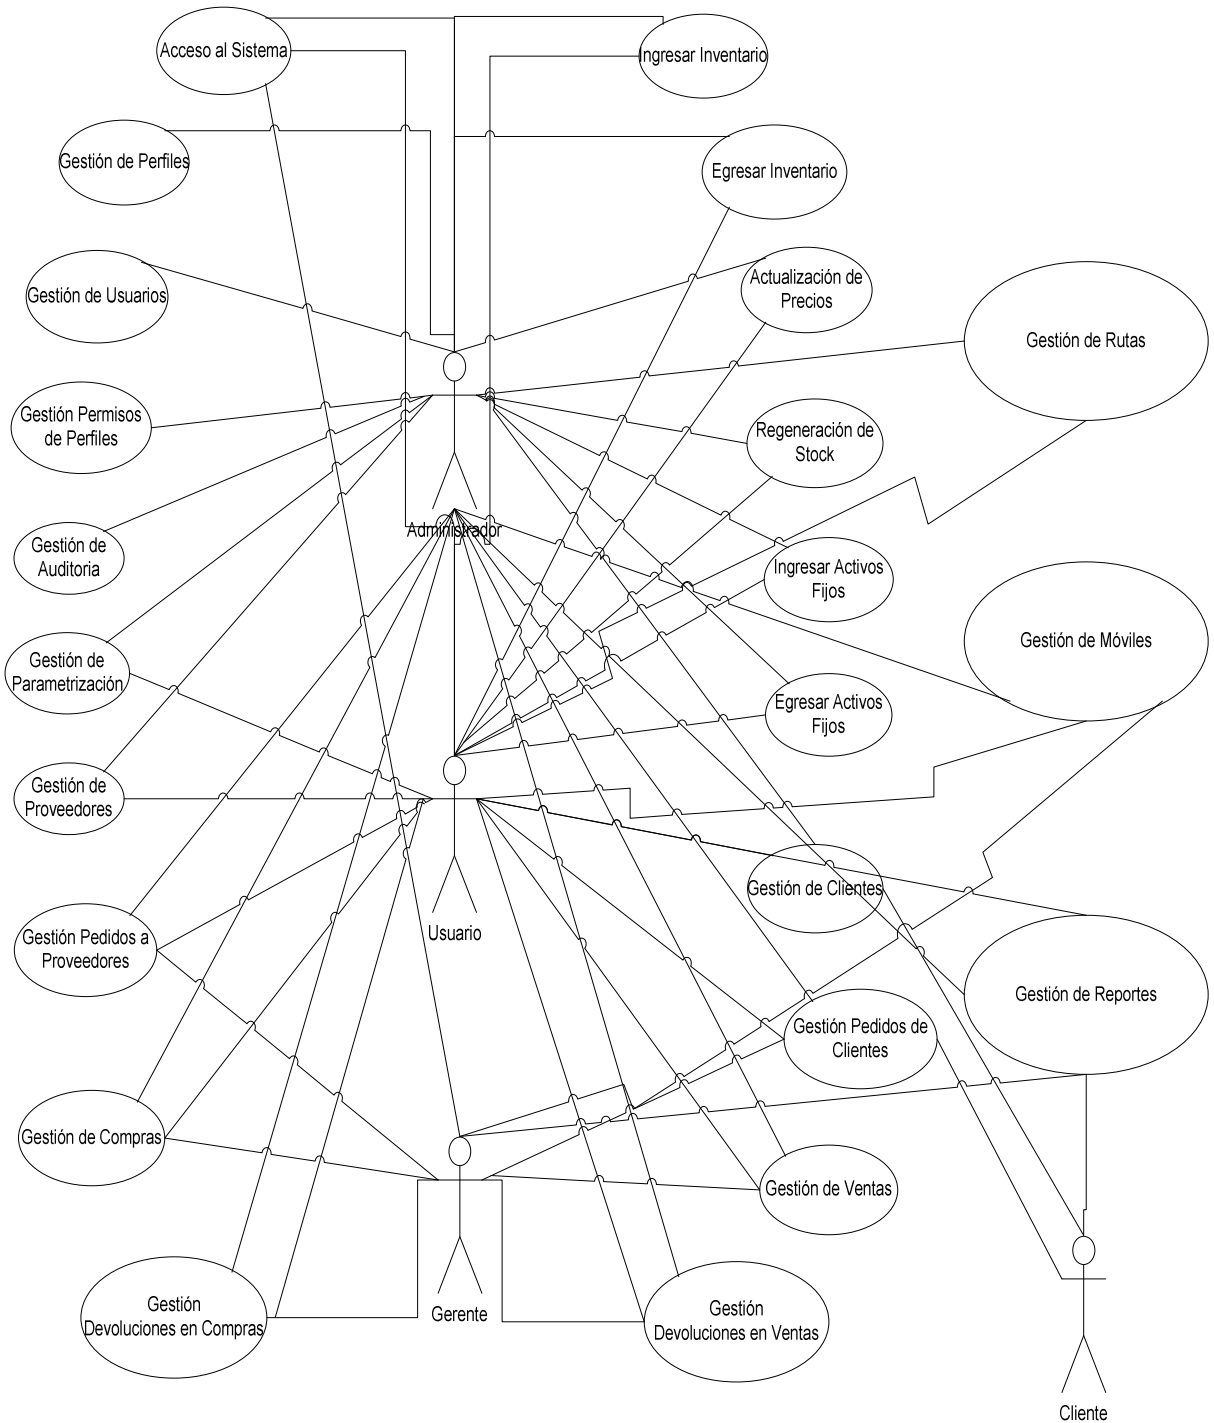 Acceso al Sistema
Ingresar Inventario
Gestión de Perfiles
Egresar Inventario
Gestión de Usuarios
Actualización de
Precios
Gestión de Rutas
Gestión Permisos
de Perfiles
Regeneración de
Stock
Administrador
Gestión de
Auditoria
Ingresar Activos
Fijos
Gestión de Móviles
Gestión de
Parametrización
Egresar Activos
Fijos
Gestión de
Proveedores
Gestión de Clientes
Usuario
Gestión Pedidos a
Proveedores
Gestión de Reportes
Gestión Pedidos de
Clientes
Gestión de Compras
Gestión de Ventas
Gestión
Devoluciones en Compras
Gerente
Gestión
Devoluciones en Ventas
Cliente